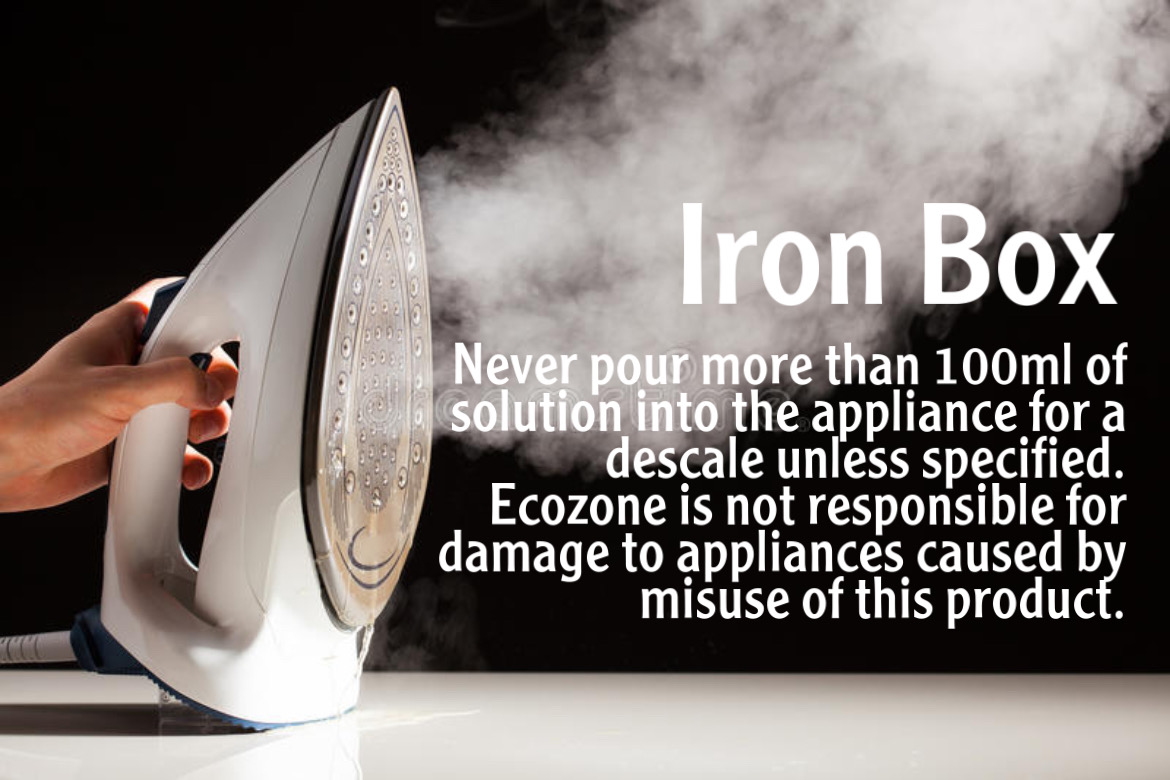 Iron Box
Never pour more than 100ml of
solution into the appliance for a
descale unless specified.
Ecozone is not responsible for
damage to appliances caused by
misuse of this product.